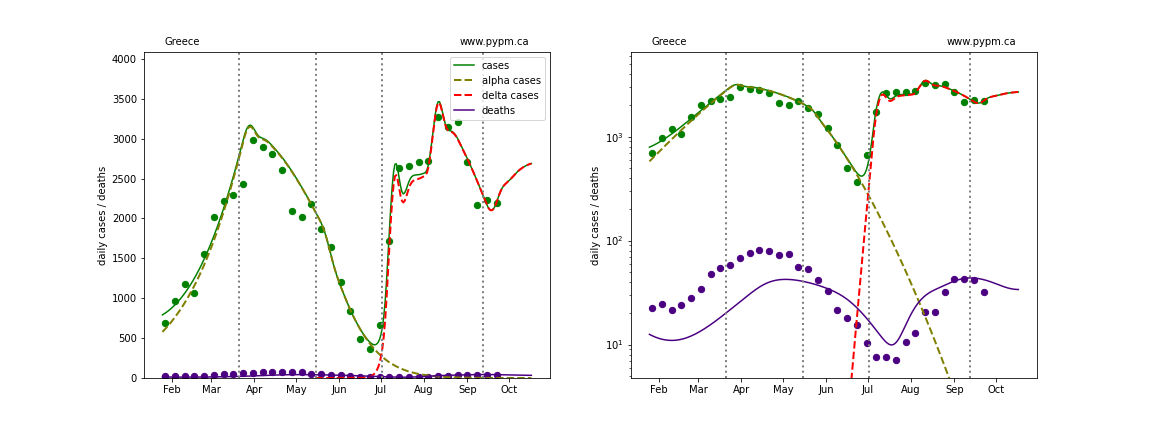 Greece www.pypm.ca
4000
3500
3000
2500
2000
1500
1000
500
0
daily cases / deaths
cases
alpha cases
delta cases
deaths
Feb Mar Apr May Jun Jul Aug Sep Oct
Greece www.pypm.ca
10³
10²
10¹
daily cases / deaths
Feb Mar Apr May Jun Jul Aug Sep Oct